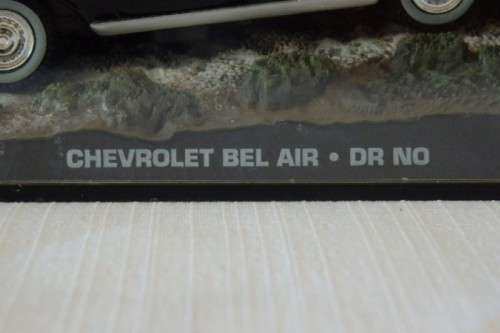 CHEVROLET BEL AIR • DR NO